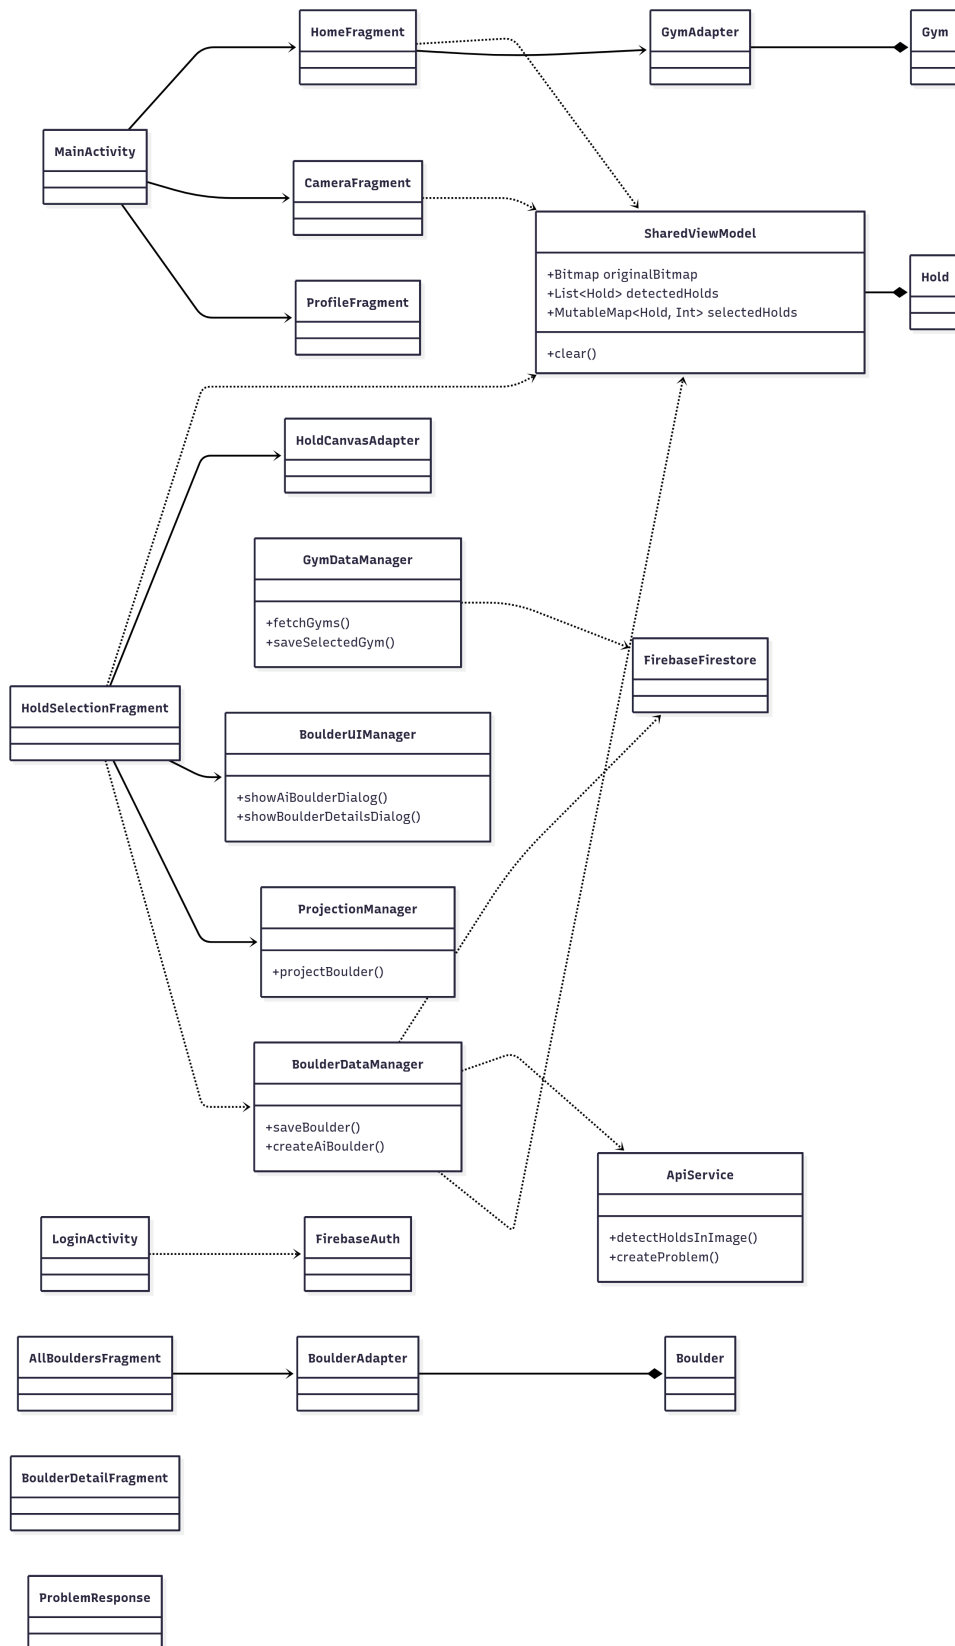 HomeFragment
GymAdapter
Gym
MainActivity
CameraFragment
SharedViewModel
+Bitmap originalBitmap
+List<Hold> detectedHolds
+MutableMap<Hold, Int> selectedHolds
+clear()
Hold
ProfileFragment
HoldCanvasAdapter
GymDataManager
+fetchGyms()
+saveSelectedGym()
FirebaseFirestore
HoldSelectionFragment
BoulderUIManager
+showAiBoulderDialog()
+showBoulderDetailsDialog()
ProjectionManager
+projectBoulder()
BoulderDataManager
+saveBoulder()
+createAiBoulder()
ApiService
+detectHoldsInImage()
+createProblem()
LoginActivity
FirebaseAuth
AllBouldersFragment
BoulderAdapter
Boulder
BoulderDetailFragment
ProblemResponse